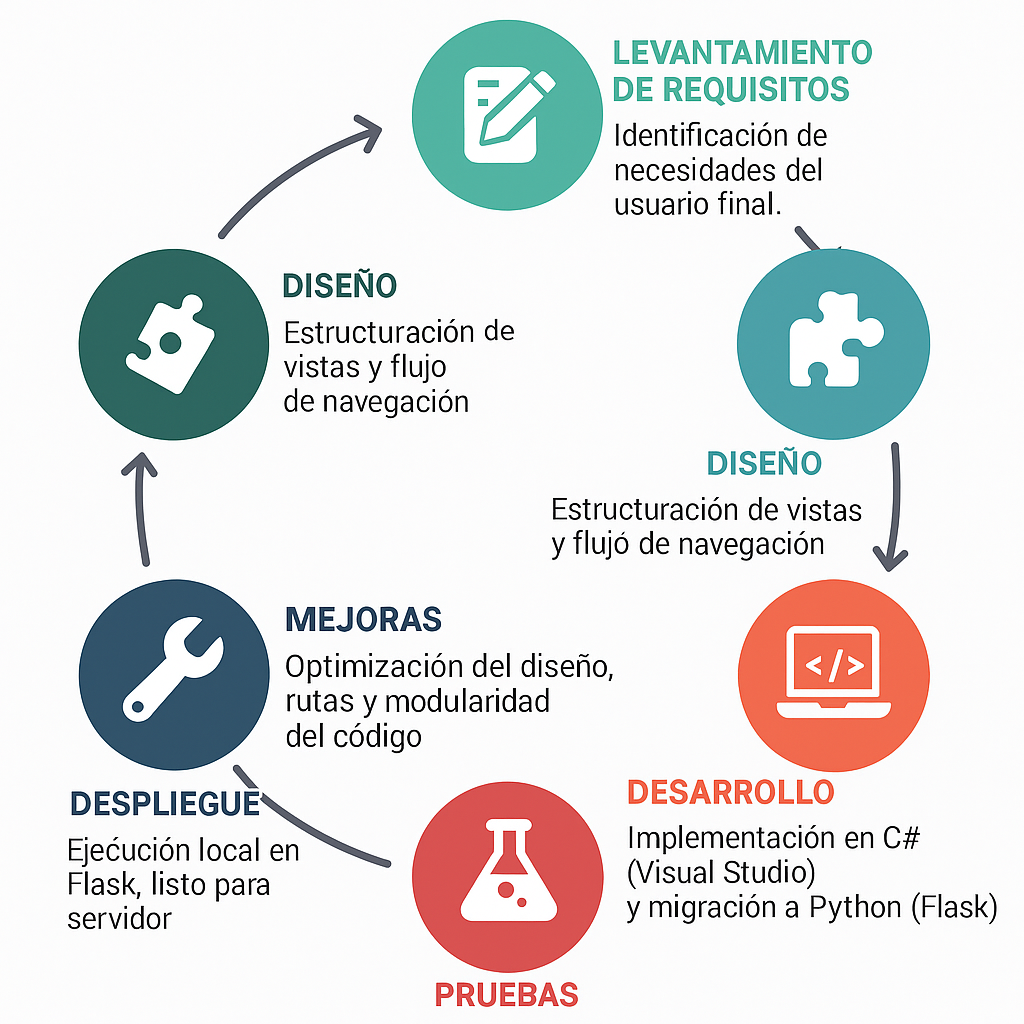 LEVANTAMIENTO
DE REQUISITOS
Identificación de
necesidades del
usuario final.
DISEÑO
Estructuración de
vistas y flujo
de navegación
DISEÑO
Estructuración de vistas
y flujó de navegación
</>
DESARROLLO
Implementación en C#
(Visual Studio)
y migración a Python (Flask)
PRUEBAS
MEJORAS
Optimización del diseño,
rutas y modularidad
del código
DESPLIEGUE
Ejećución local en
Flask, listo para
servidor